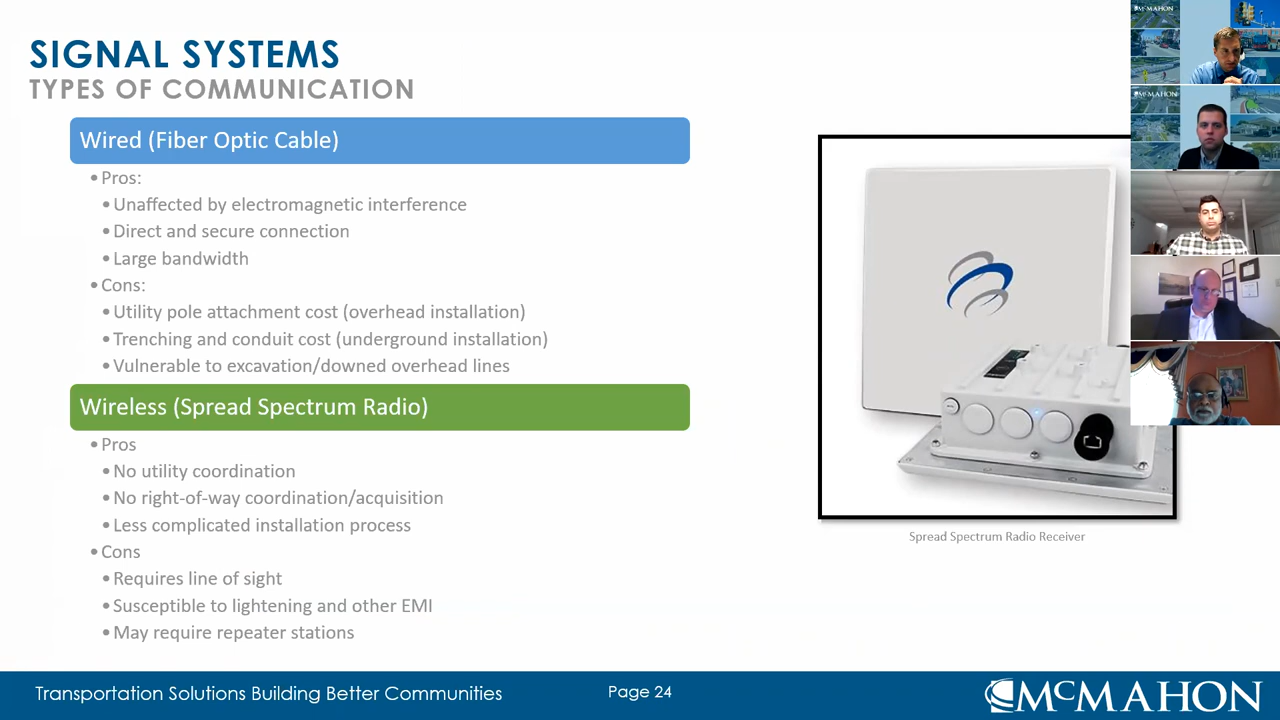 SIGNAL SYSTEMS
TYPES OF COMMUNICATION
Wired (Fiber Optic Cable)
• Pros:
• Unaffected by electromagnetic interference
• Direct and secure connection
• Large bandwidth
• Cons:
• Utility pole attachment cost (overhead installation)
• Trenching and conduit cost (underground installation)
• Vulnerable to excavation/downed overhead lines
Wireless (Spread Spectrum Radio)
• Pros
• No utility coordination
• No right-of-way coordination/acquisition
• Less complicated installation process
• Cons
• Requires line of sight
• Susceptible to lightening and other EMI
• May require repeater stations
Spread Spectrum Radio Receiver
McMAHON
McMAHON
Transportation Solutions Building Better Communities
Page 24
McMAHON